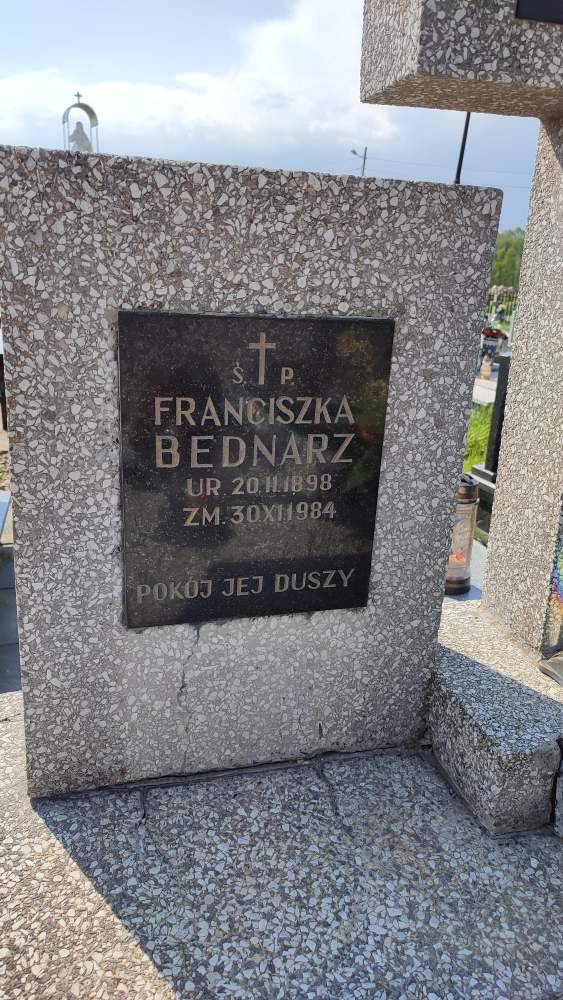 Ś. P.
FRANCISZKA
BEDNARZ
UR. 20.II.1898
ZM. 30.XI.1984
POKÓJ JEJ DUSZY